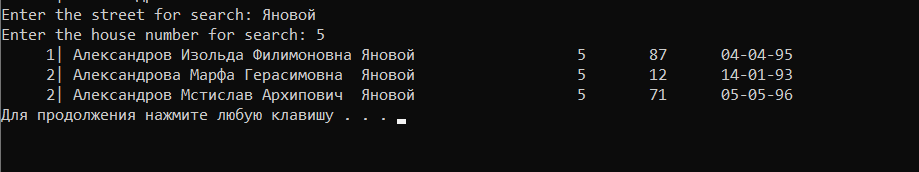 Enter the street for search: Яновой
Enter the house number for search: 5
1| Александров Изольда Филимоновна Яновой 5 87 04-04-95
2| Александрова Марфа Герасимовна Яновой 5 12 14-01-93
2| Александров Мстислав Архипович Яновой 5 71 05-05-96
Для продолжения нажмите любую клавишу . . .